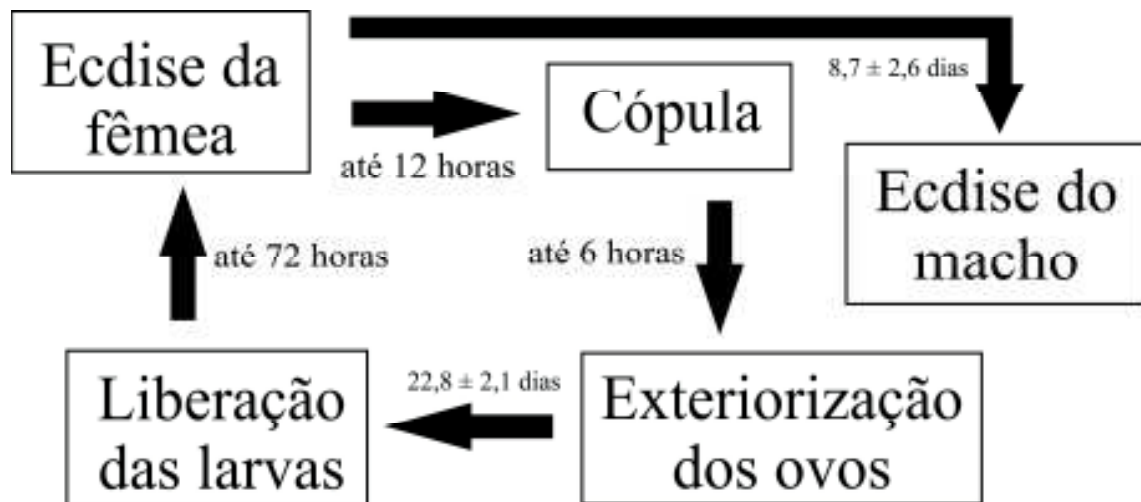 Ecdise da
fêmea
até 12 horas
Cópula
8,7 ± 2,6 dias
Ecdise do
macho
até 6 horas
Exteriorização
dos ovos
22,8 ± 2,1 dias
Liberação
das larvas
até 72 horas